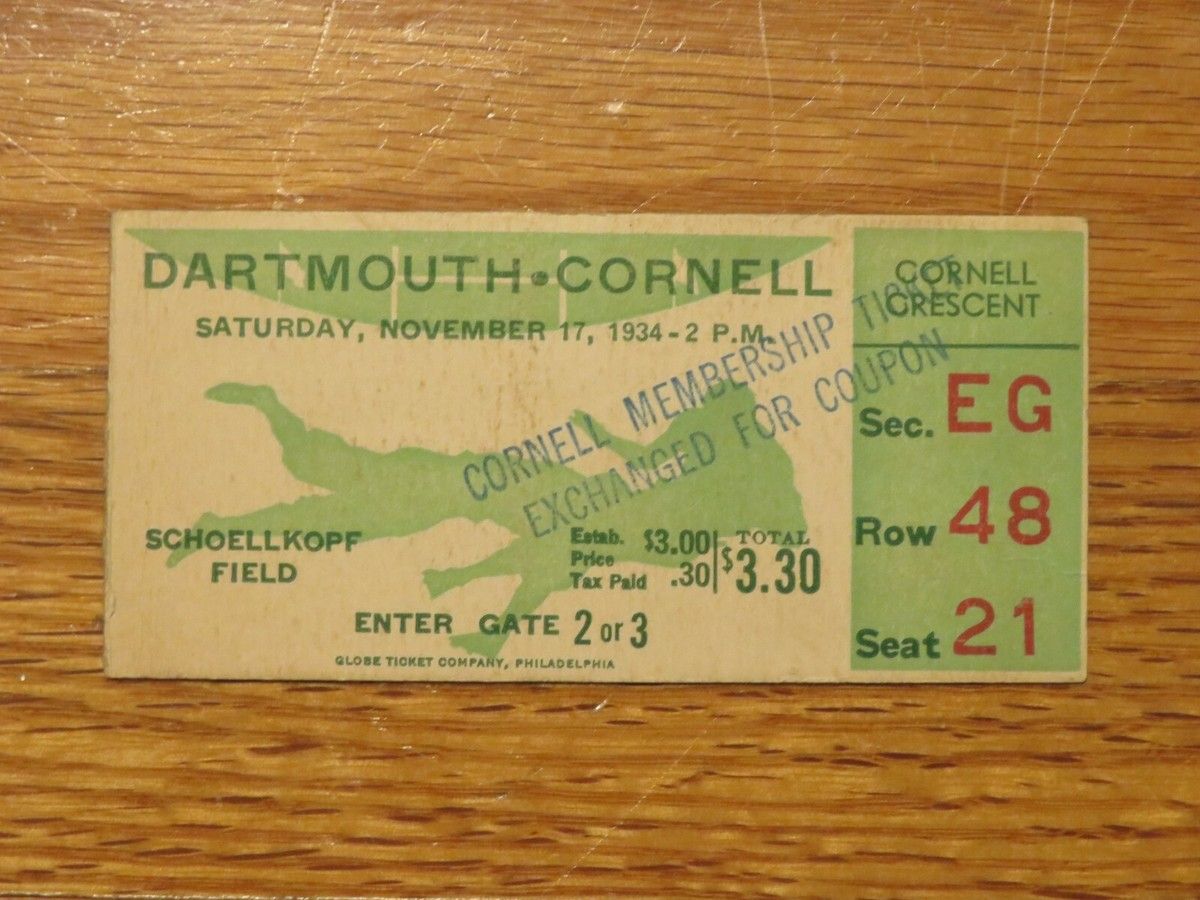 DARTMOUTH•CORNELL
SATURDAY, NOVEMBER 17, 1934 - 2 P.M.
CORNELL MEMBERSHIP TICKET
EXCHANGED FOR COUPON
SCHOELLKOPF
FIELD
Estab. Price $3.00
Tax Paid .30
TOTAL
$3.30
ENTER GATE 2 or 3
GLOBE TICKET COMPANY, PHILADELPHIA
CORNELL
CRESCENT
Sec. EG
Row 48
Seat 21